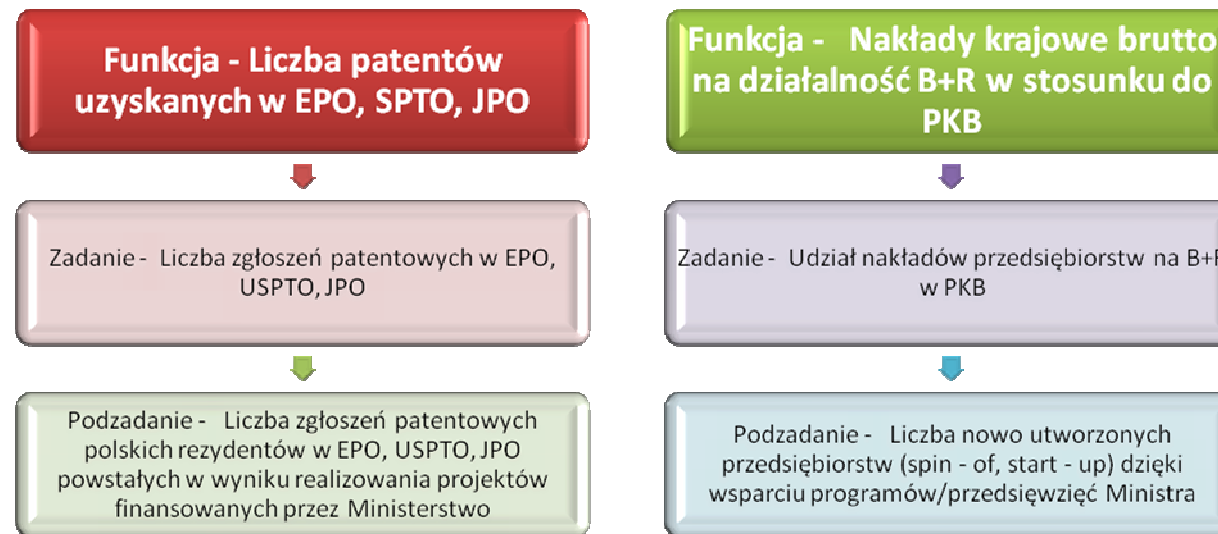 Funkcja - Liczba patentów
uzyskanych w EPO, SPTO, JPO
Zadanie - Liczba zgłoszeń patentowych w EPO,
USPTO, JPO
Podzadanie - Liczba zgłoszeń patentowych
polskich rezydentów w EPO, USPTO, JPO
powstałych w wyniku realizowania projektów
finansowanych przez Ministerstwo
Funkcja - Nakłady krajowe brutto
na działalność B+R w stosunku do
PKB
Zadanie - Udział nakładów przedsiębiorstw na B+R
w PKB
Podzadanie - Liczba nowo utworzonych
przedsiębiorstw (spin - of, start - up) dzięki
wsparciu programów/przedsięwzięć Ministra